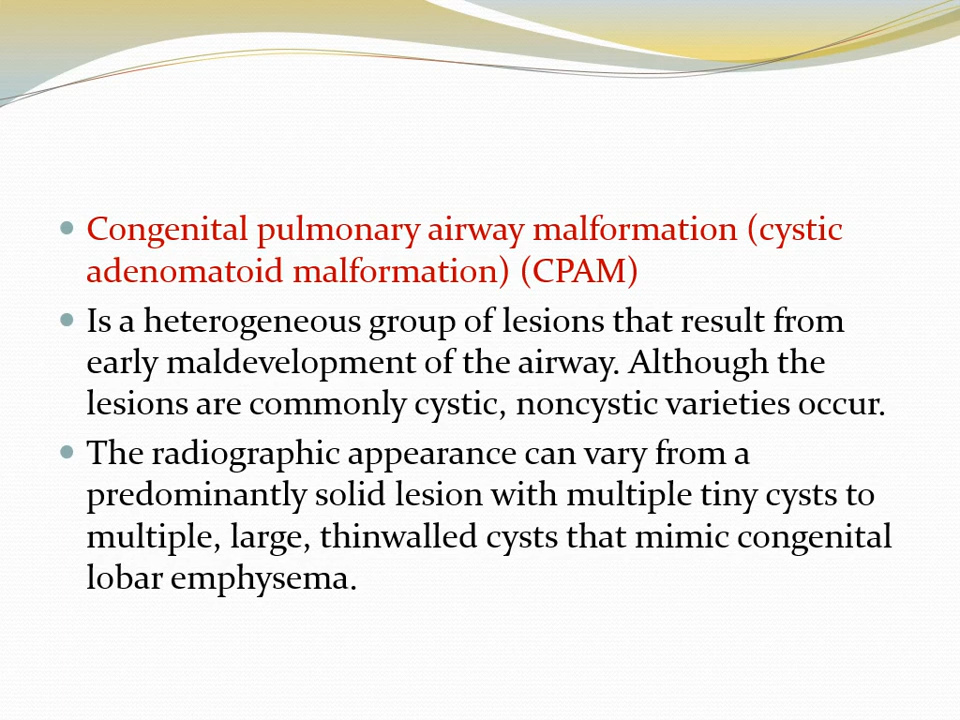 Congenital pulmonary airway malformation (cystic
adenomatoid malformation) (CPAM)
Is a heterogeneous group of lesions that result from
early maldevelopment of the airway. Although the
lesions are commonly cystic, noncystic varieties occur.
The radiographic appearance can vary from a
predominantly solid lesion with multiple tiny cysts to
multiple, large, thinwalled cysts that mimic congenital
lobar emphysema.